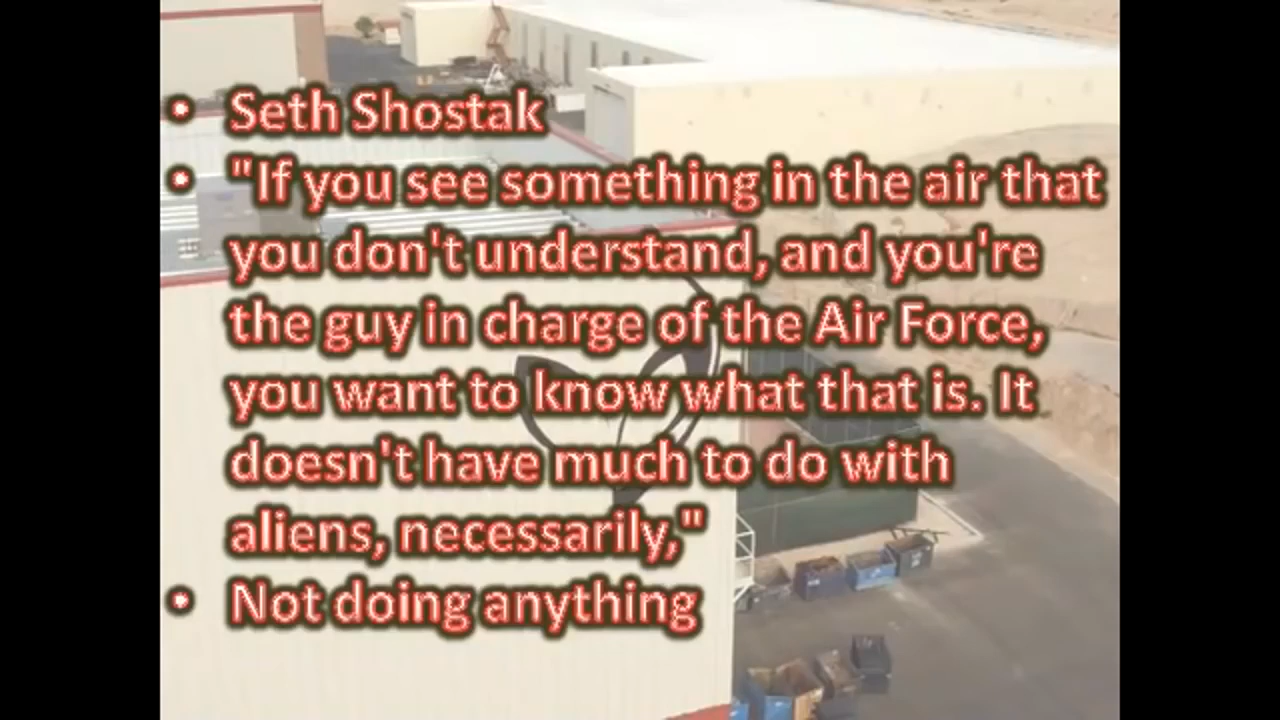 • Seth Shostak
• "If you see something in the air that
you don't understand, and you're
the guy in charge of the Air Force,
you want to know what that is. It
doesn't have much to do with
aliens, necessarily,"
• Not doing anything